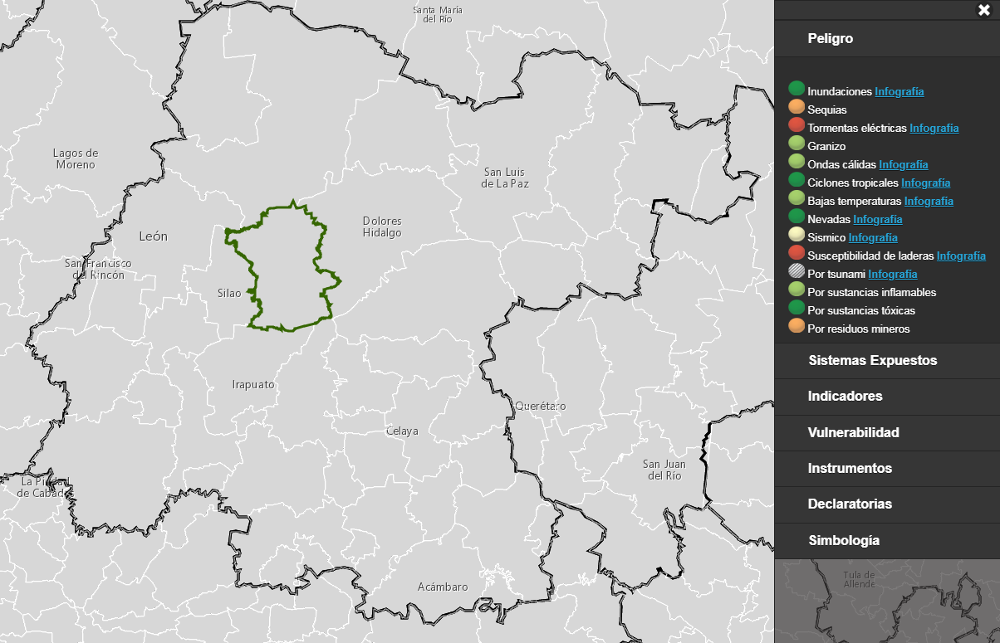 Santa María
del Río
Lagos de
Moreno
San Luis
de La Paz
Dolores
Hidalgo
León
San Francisco
del Rincón
Silao
Irapuato
Querétaro
Celaya
San Juan
del Río
La Piedad
de Cabadas
Acámbaro
Peligro
Inundaciones Infografía
Sequias
Tormentas eléctricas Infografía
Granizo
Ondas cálidas Infografía
Ciclones tropicales Infografía
Bajas temperaturas Infografía
Nevadas Infografía
Sismico Infografía
Susceptibilidad de laderas Infografía
Por tsunami Infografía
Por sustancias inflamables
Por sustancias tóxicas
Por residuos mineros
Sistemas Expuestos
Indicadores
Vulnerabilidad
Instrumentos
Declaratorias
Simbología
Tula de
Allende